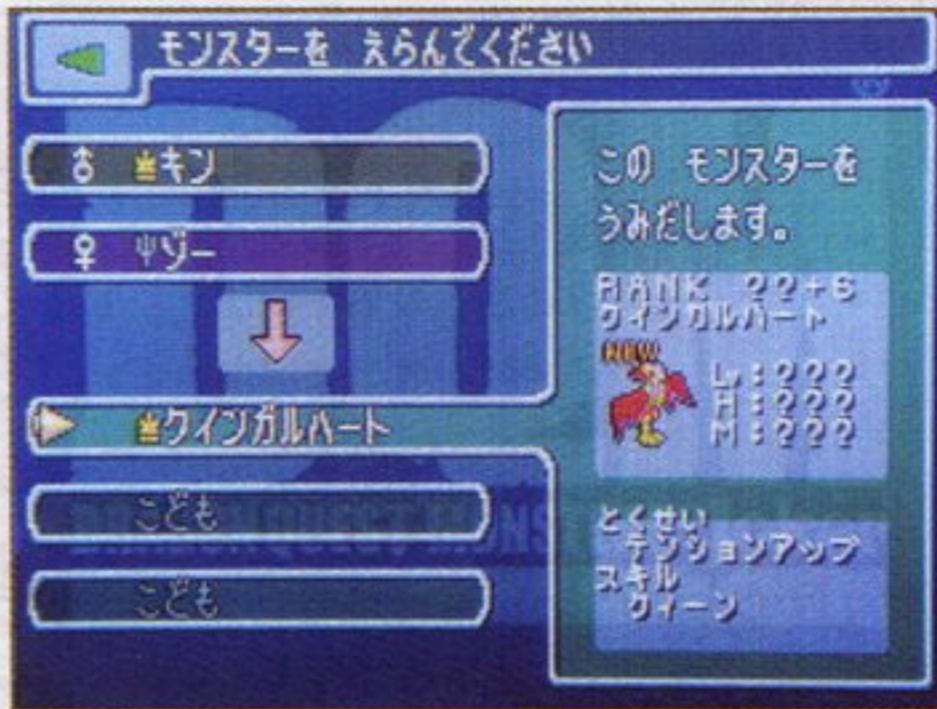 モンスターを えらんでください
♂ キン
♀ ゾー
クインガルハート
こども
こども
この モンスターを
うみだします。
RANK ??+6
クインガルハート
NEW
Lv:???
H:???
M:???
とくせい
テンションアップ
スキル
クィーン